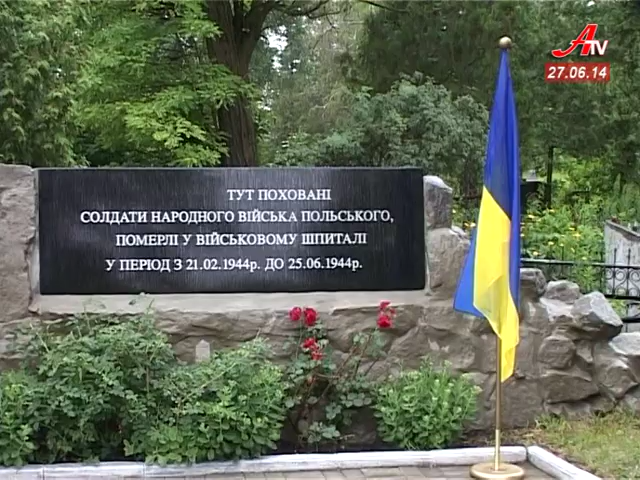 ATV
27.06.14
ТУТ ПОХОВАНІ
СОЛДАТИ НАРОДНОГО ВІЙСЬКА ПОЛЬСЬКОГО,
ПОМЕРЛІ У ВІЙСЬКОВОМУ ШПИТАЛІ
У ПЕРІОД З 21.02.1944р. ДО 25.06.1944р.